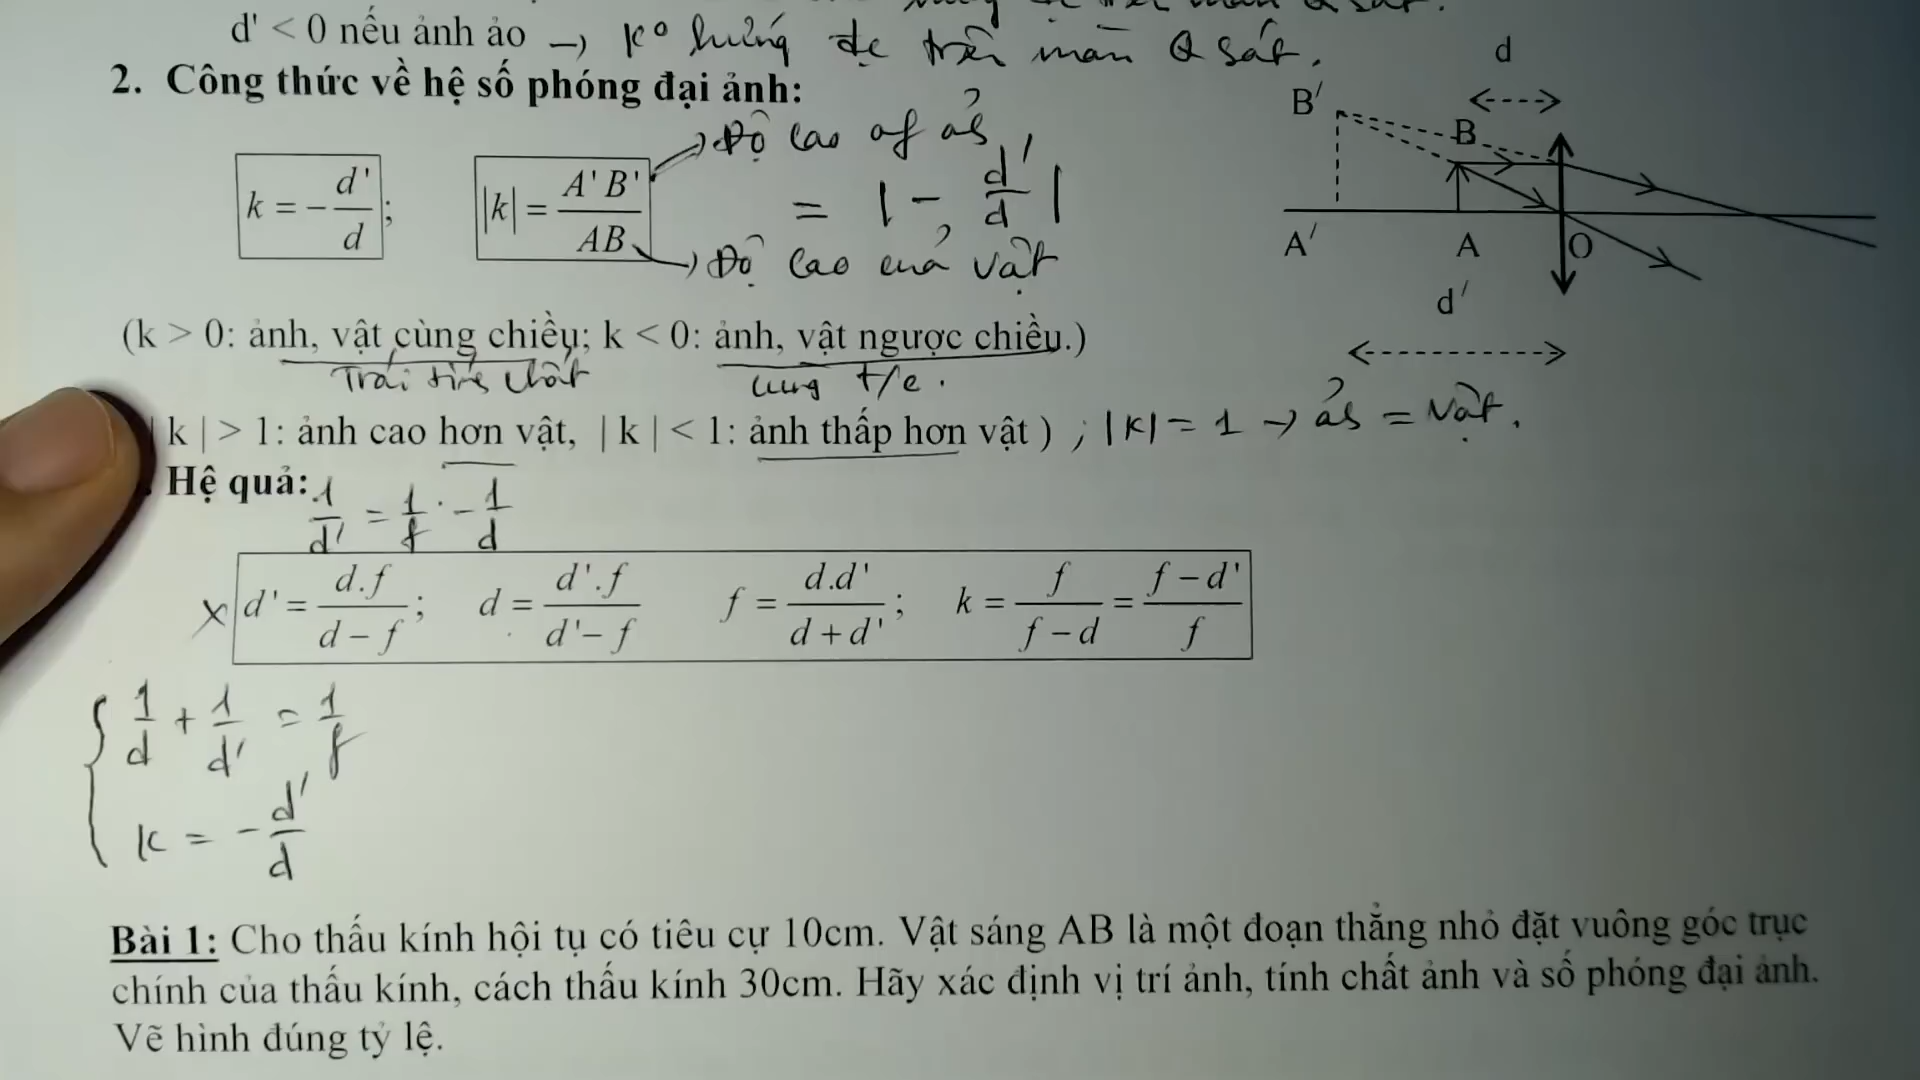 d' < 0 nếu ảnh ảo → k° hứng đc trên màn Q sát.
2. Công thức về hệ số phóng đại ảnh:
k = - d'/d ;
|k| = A'B'/AB
→ Độ cao of ảs
= |- d'/d|
→ Độ cao của vật
d
B'
B
A'
A
O
d'
(k > 0: ảnh, vật cùng chiều; k < 0: ảnh, vật ngược chiều.)
Trái tính chất
cùng t/c.
| k | > 1: ảnh cao hơn vật, | k | < 1: ảnh thấp hơn vật ) ; |k| = 1 → ảs = vật.
Hệ quả:
1/d' = 1/f - 1/d
x d' = d.f/(d - f) ; d = d'.f/(d' - f) f = d.d'/(d + d') ; k = f/(f - d) = (f - d')/f
1/d + 1/d' = 1/f
k = - d'/d
Bài 1: Cho thấu kính hội tụ có tiêu cự 10cm. Vật sáng AB là một đoạn thẳng nhỏ đặt vuông góc trục
chính của thấu kính, cách thấu kính 30cm. Hãy xác định vị trí ảnh, tính chất ảnh và số phóng đại ảnh.
Vẽ hình đúng tỷ lệ.